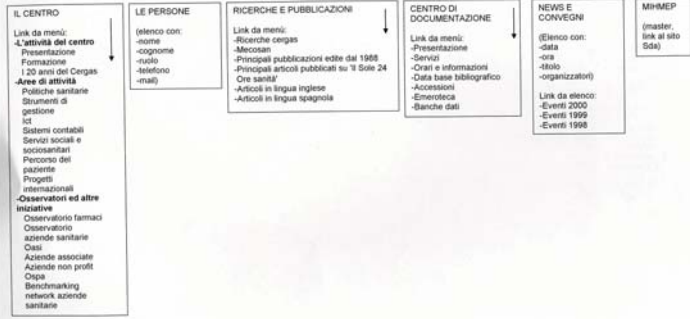 IL CENTRO
Link da menù:
-L'attività del centro
Presentazione
Formazione
I 20 anni del Cergas
-Aree di attività
Politiche sanitarie
Strumenti di
gestione
Ict
Sistemi contabili
Servizi sociali e
sociosanitari
Percorso del
paziente
Progetti
internazionali
-Osservatori ed altre
iniziative
Osservatorio farmaci
Osservatorio
aziende sanitarie
Oasi
Aziende associate
Aziende non profit
Ospa
Benchmarking
network aziende
sanitarie
LE PERSONE
(elenco con:
-nome
-cognome
-ruolo
-telefono
-mail)
RICERCHE E PUBBLICAZIONI
Link da menù:
-Ricerche cergas
-Mecosan
-Principali pubblicazioni edite dal 1988
-Principali articoli pubblicati su 'Il Sole 24
Ore sanità'
-Articoli in lingua inglese
-Articoli in lingua spagnola
CENTRO DI
DOCUMENTAZIONE
Link da menù:
-Presentazione
-Servizi
-Orari e informazioni
-Data base bibliografico
-Accessioni
-Emeroteca
-Banche dati
NEWS E
CONVEGNI
(Elenco con:
-data
-ora
-titolo
-organizzatori)
Link da elenco:
-Eventi 2000
-Eventi 1999
-Eventi 1998
MIHMEP
(master,
link al sito
Sda)